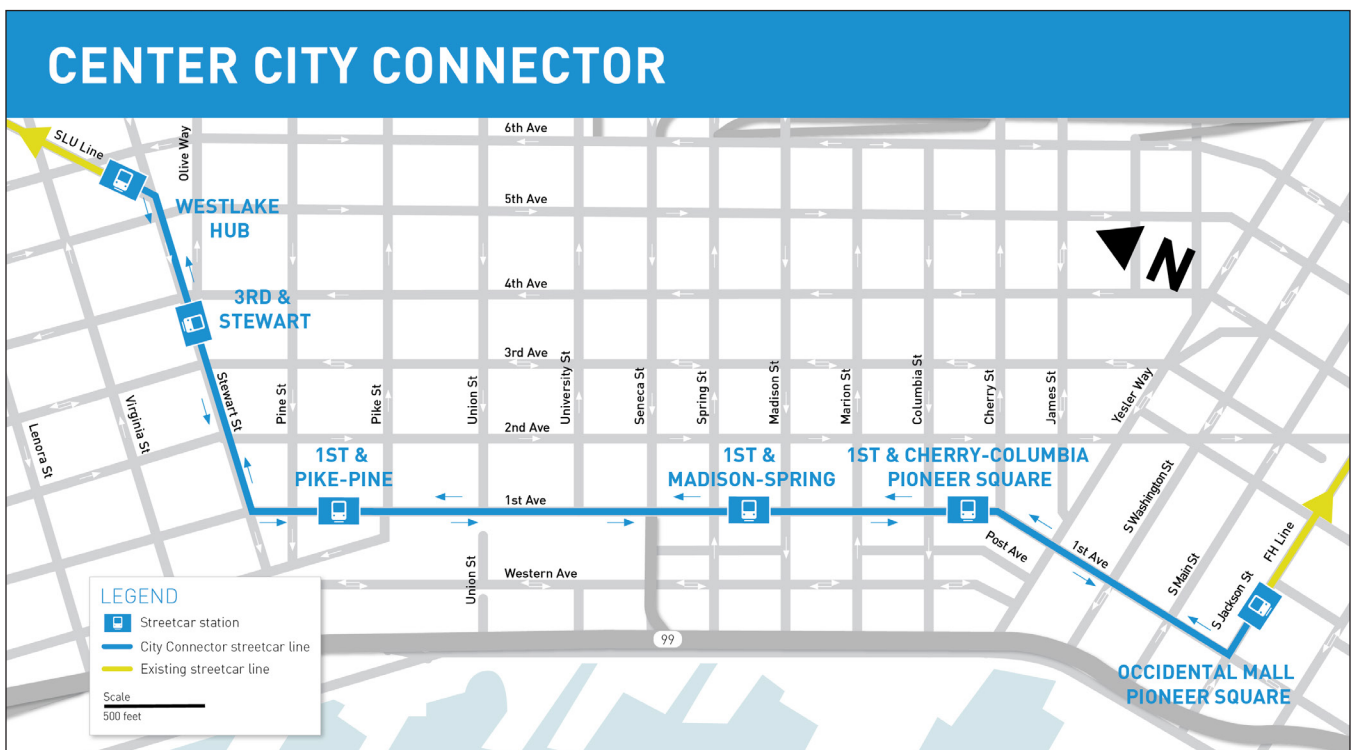 CENTER CITY CONNECTOR
SLU Line
Olive Way
6th Ave
WESTLAKE
HUB
5th Ave
N
4th Ave
3RD &
STEWART
3rd Ave
Stewart St
Virginia St
Lenora St
Pine St
Pike St
Union St
University St
Seneca St
Spring St
Madison St
Marion St
Columbia St
Cherry St
James St
Yesler Way
2nd Ave
1ST &
PIKE-PINE
1ST &
MADISON-SPRING
1ST & CHERRY-COLUMBIA
PIONEER SQUARE
1st Ave
Post Ave
1st Ave
S Washington St
S Main St
S Jackson St
FH Line
Union St
Western Ave
99
OCCIDENTAL MALL
PIONEER SQUARE
LEGEND
Streetcar station
City Connector streetcar line
Existing streetcar line
Scale
500 feet